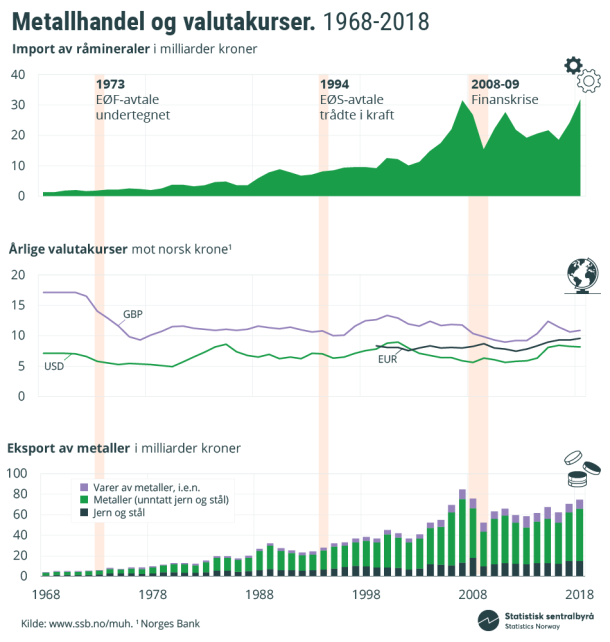 Metallhandel og valutakurser. 1968-2018
Import av råmineraler i milliarder kroner
40
30
20
10
0
1973
EØF-avtale
undertegnet
1994
EØS-avtale
trådte i kraft
2008-09
Finanskrise
Årlige valutakurser mot norsk krone¹
20
15
10
5
0
GBP
USD
EUR
Eksport av metaller i milliarder kroner
100
80
60
40
20
0
Varer av metaller, i.e.n.
Metaller (unntatt jern og stål)
Jern og stål
1968 1978 1988 1998 2008 2018
Kilde: www.ssb.no/muh. ¹ Norges Bank
Statistisk sentralbyrå
Statistics Norway